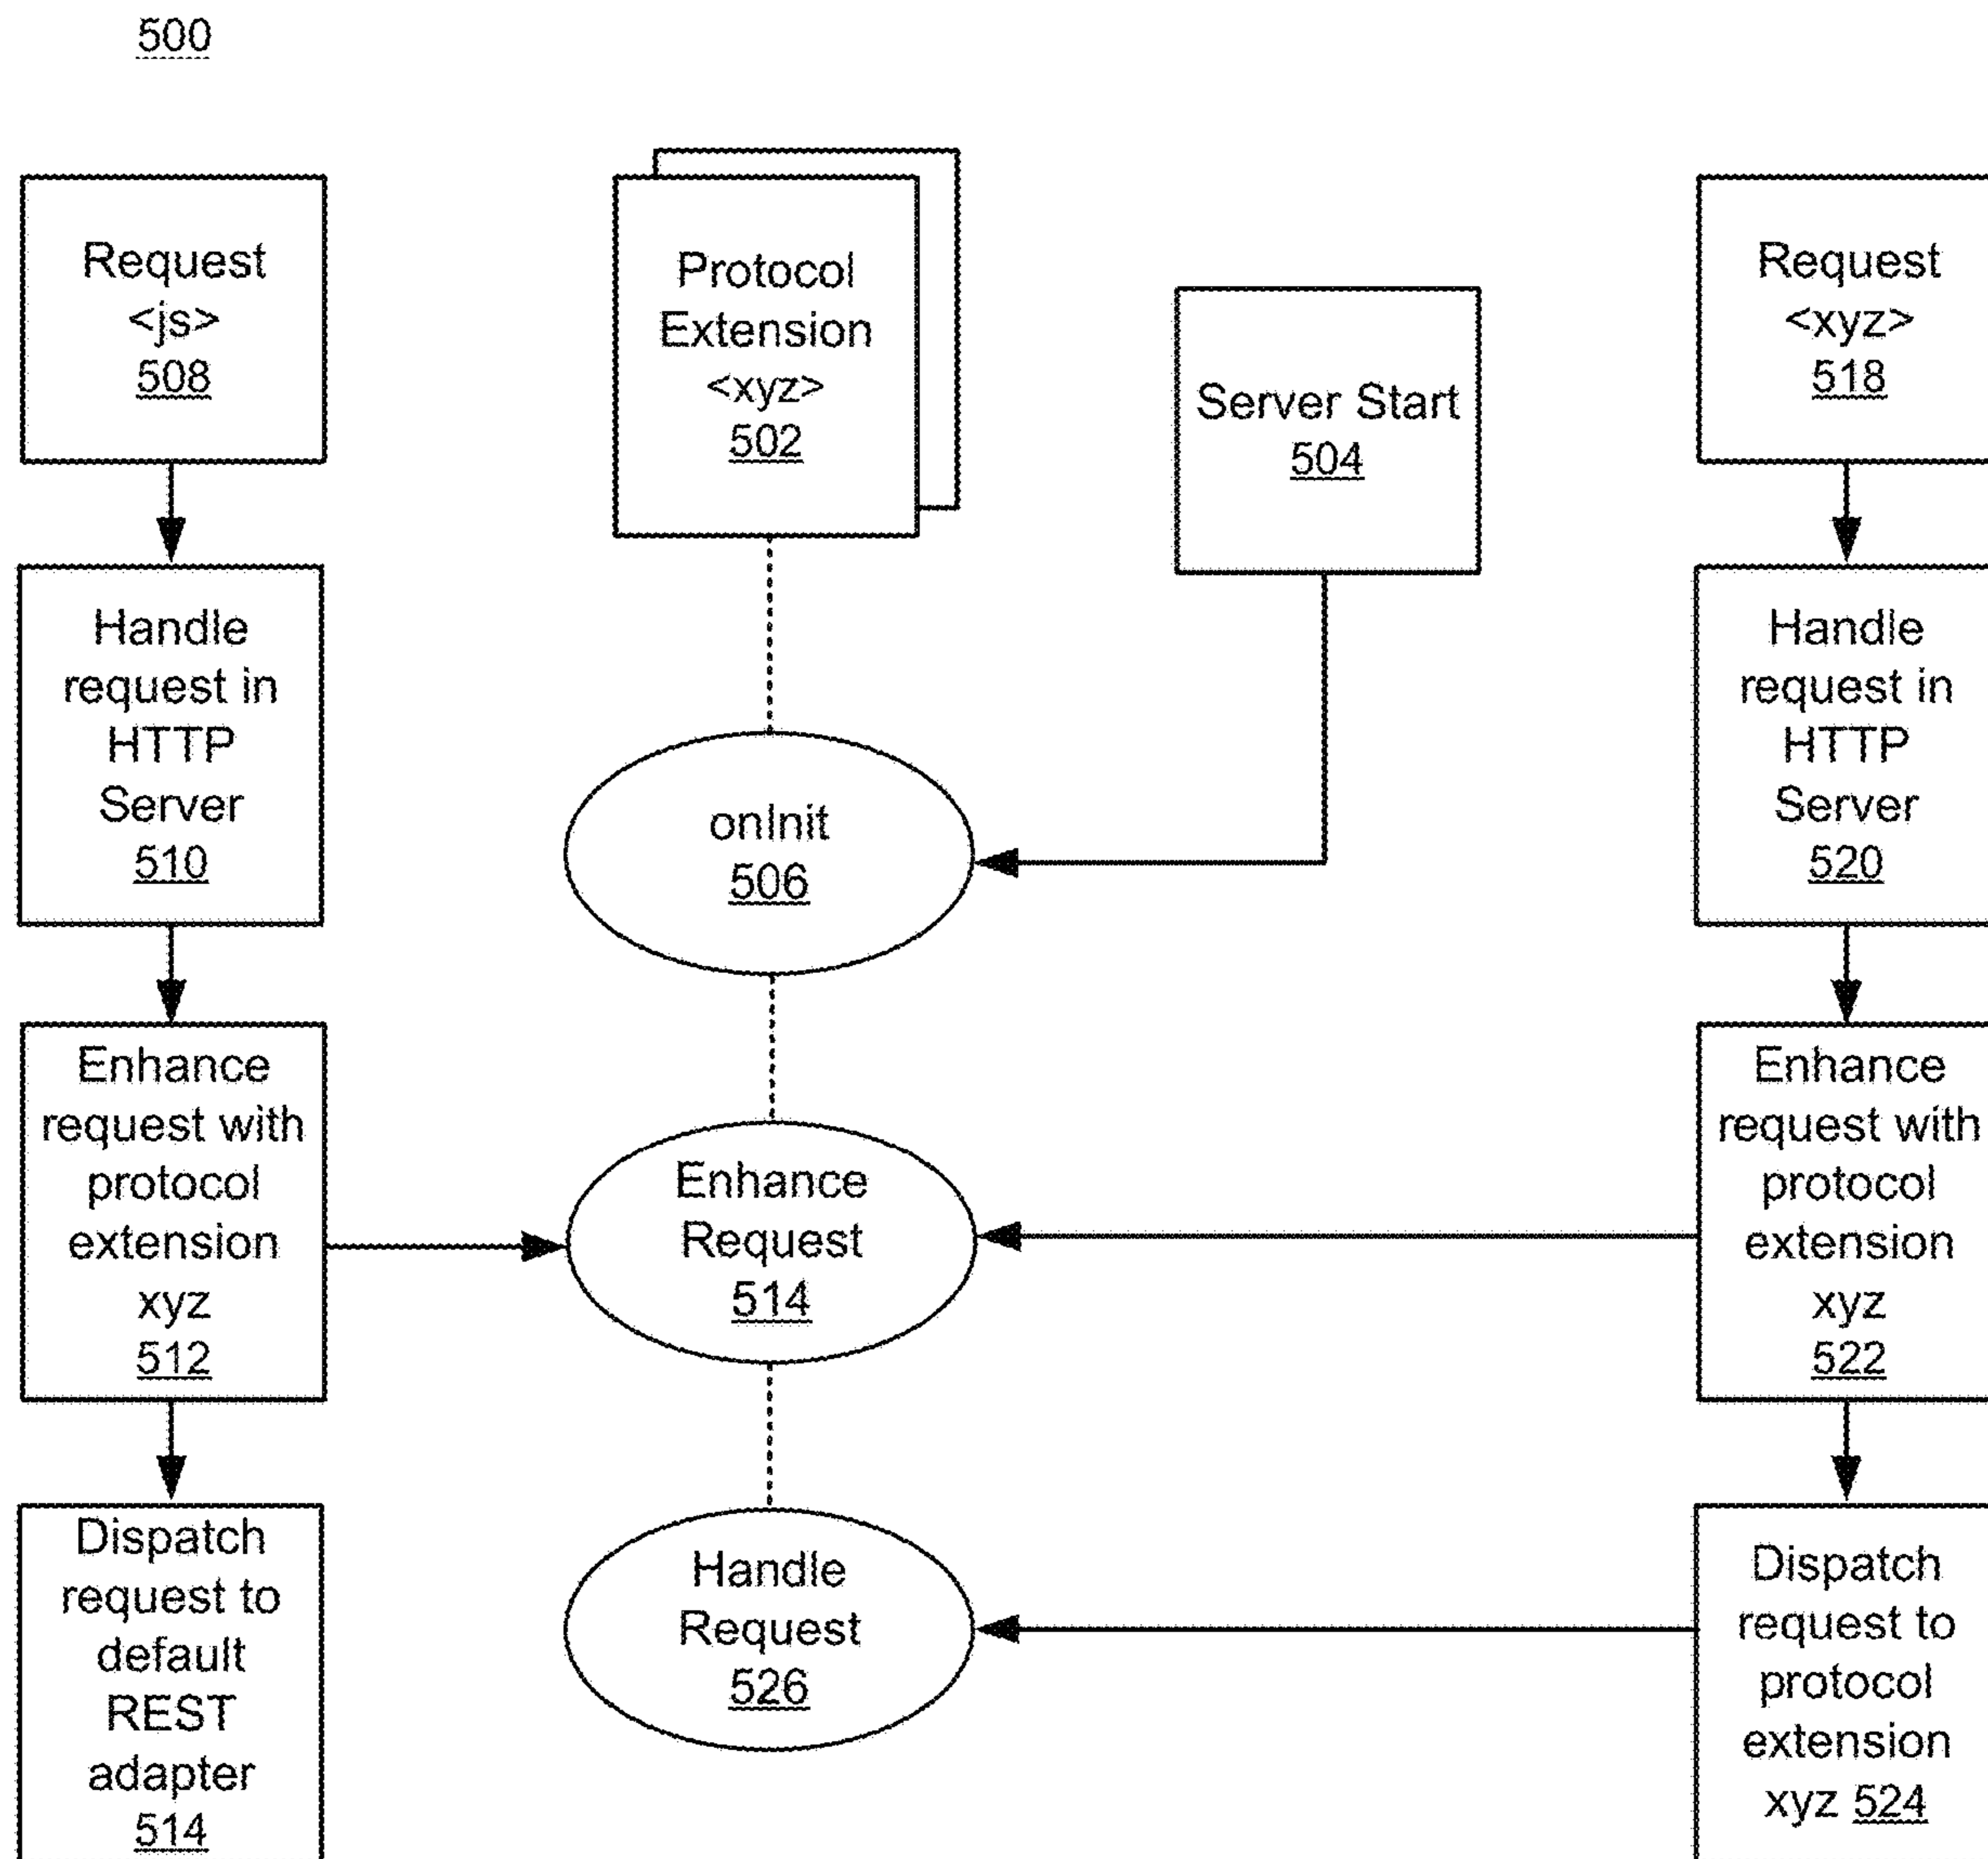 500
Request
<js>
508
Protocol
Extension
<xyz>
502
Server Start
504
Request
<xyz>
518
Handle
request in
HTTP
Server
510
onInit
506
Handle
request in
HTTP
Server
520
Enhance
request with
protocol
extension
xyz
512
Enhance
Request
514
Enhance
request with
protocol
extension
xyz
522
Dispatch
request to
default
REST
adapter
514
Handle
Request
526
Dispatch
request to
protocol
extension
xyz 524